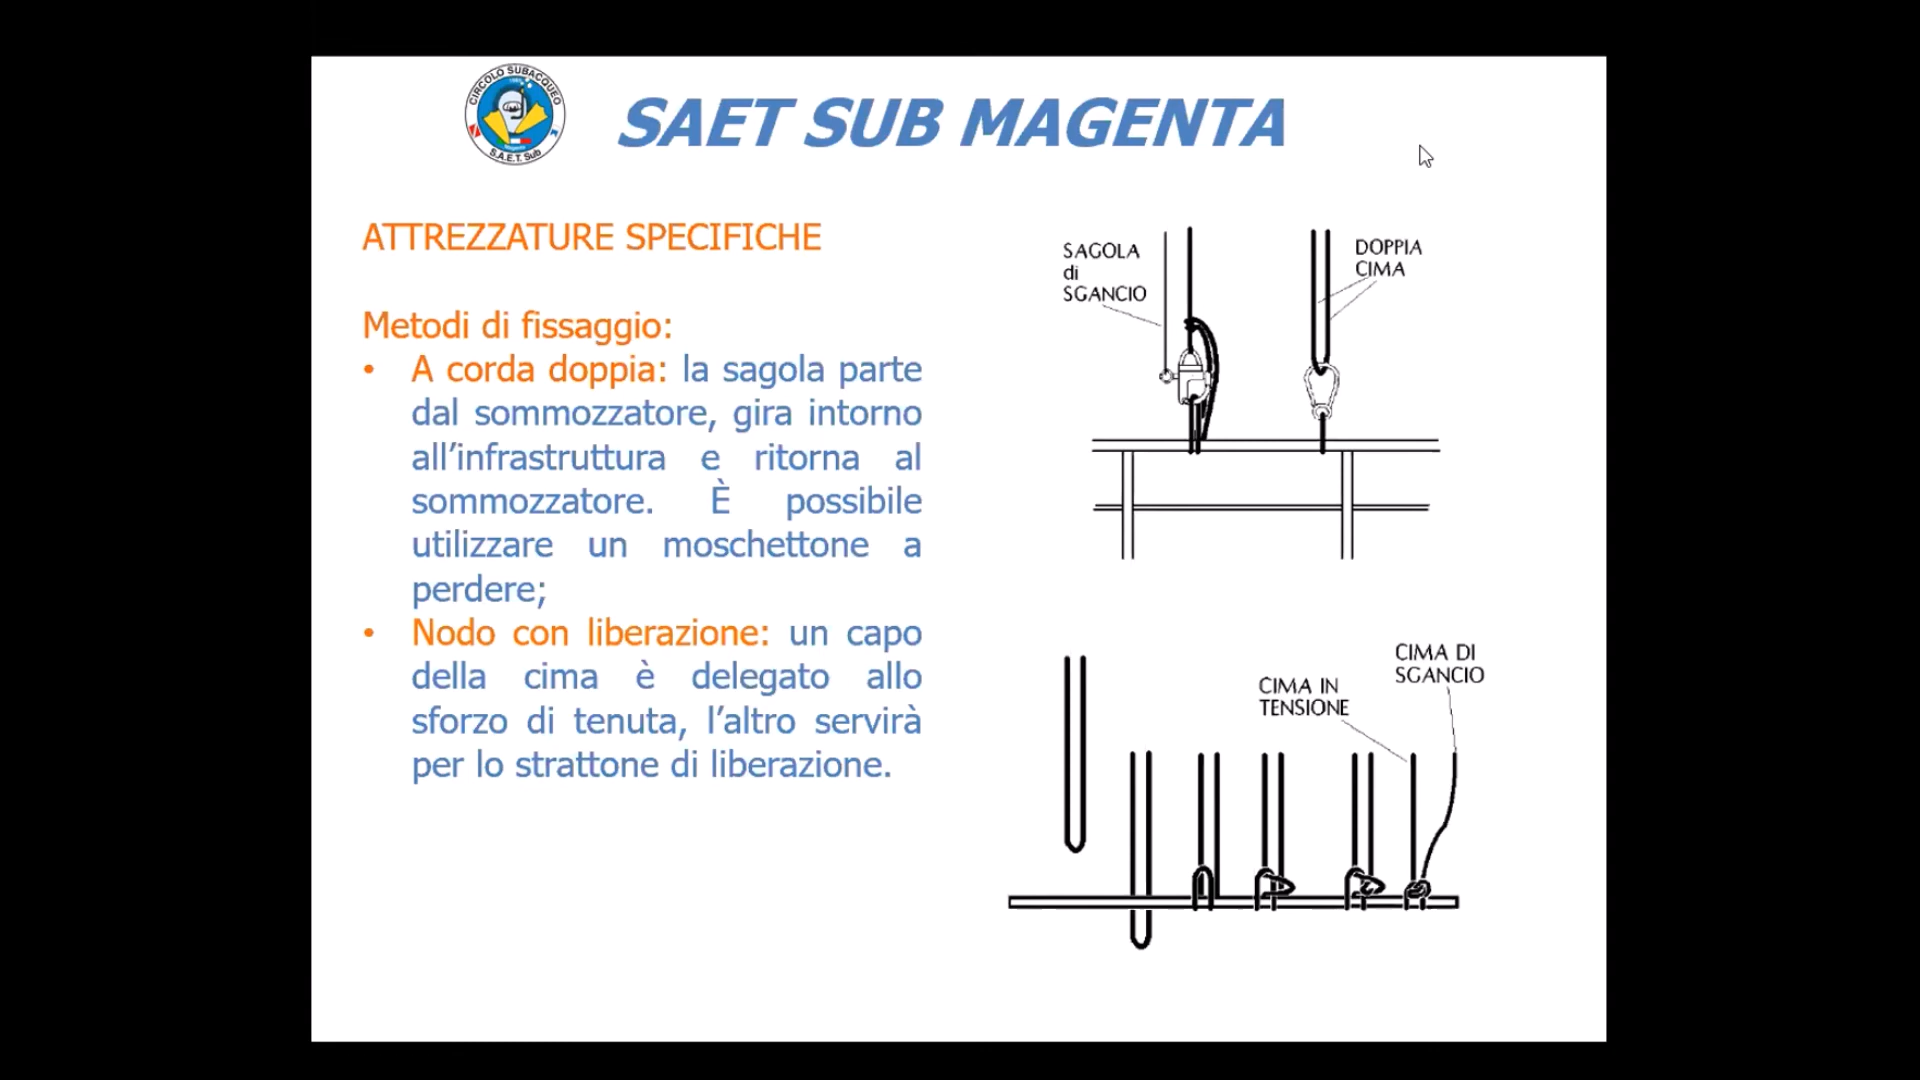 CIRCOLO SUBACQUEO
S.A.E.T. Sub
SAET SUB MAGENTA
ATTREZZATURE SPECIFICHE
Metodi di fissaggio:
• A corda doppia: la sagola parte
dal sommozzatore, gira intorno
all’infrastruttura e ritorna al
sommozzatore. È possibile
utilizzare un moschettone a
perdere;
• Nodo con liberazione: un capo
della cima è delegato allo
sforzo di tenuta, l’altro servirà
per lo strattone di liberazione.
SAGOLA
di
SGANCIO
DOPPIA
CIMA
CIMA IN
TENSIONE
CIMA DI
SGANCIO